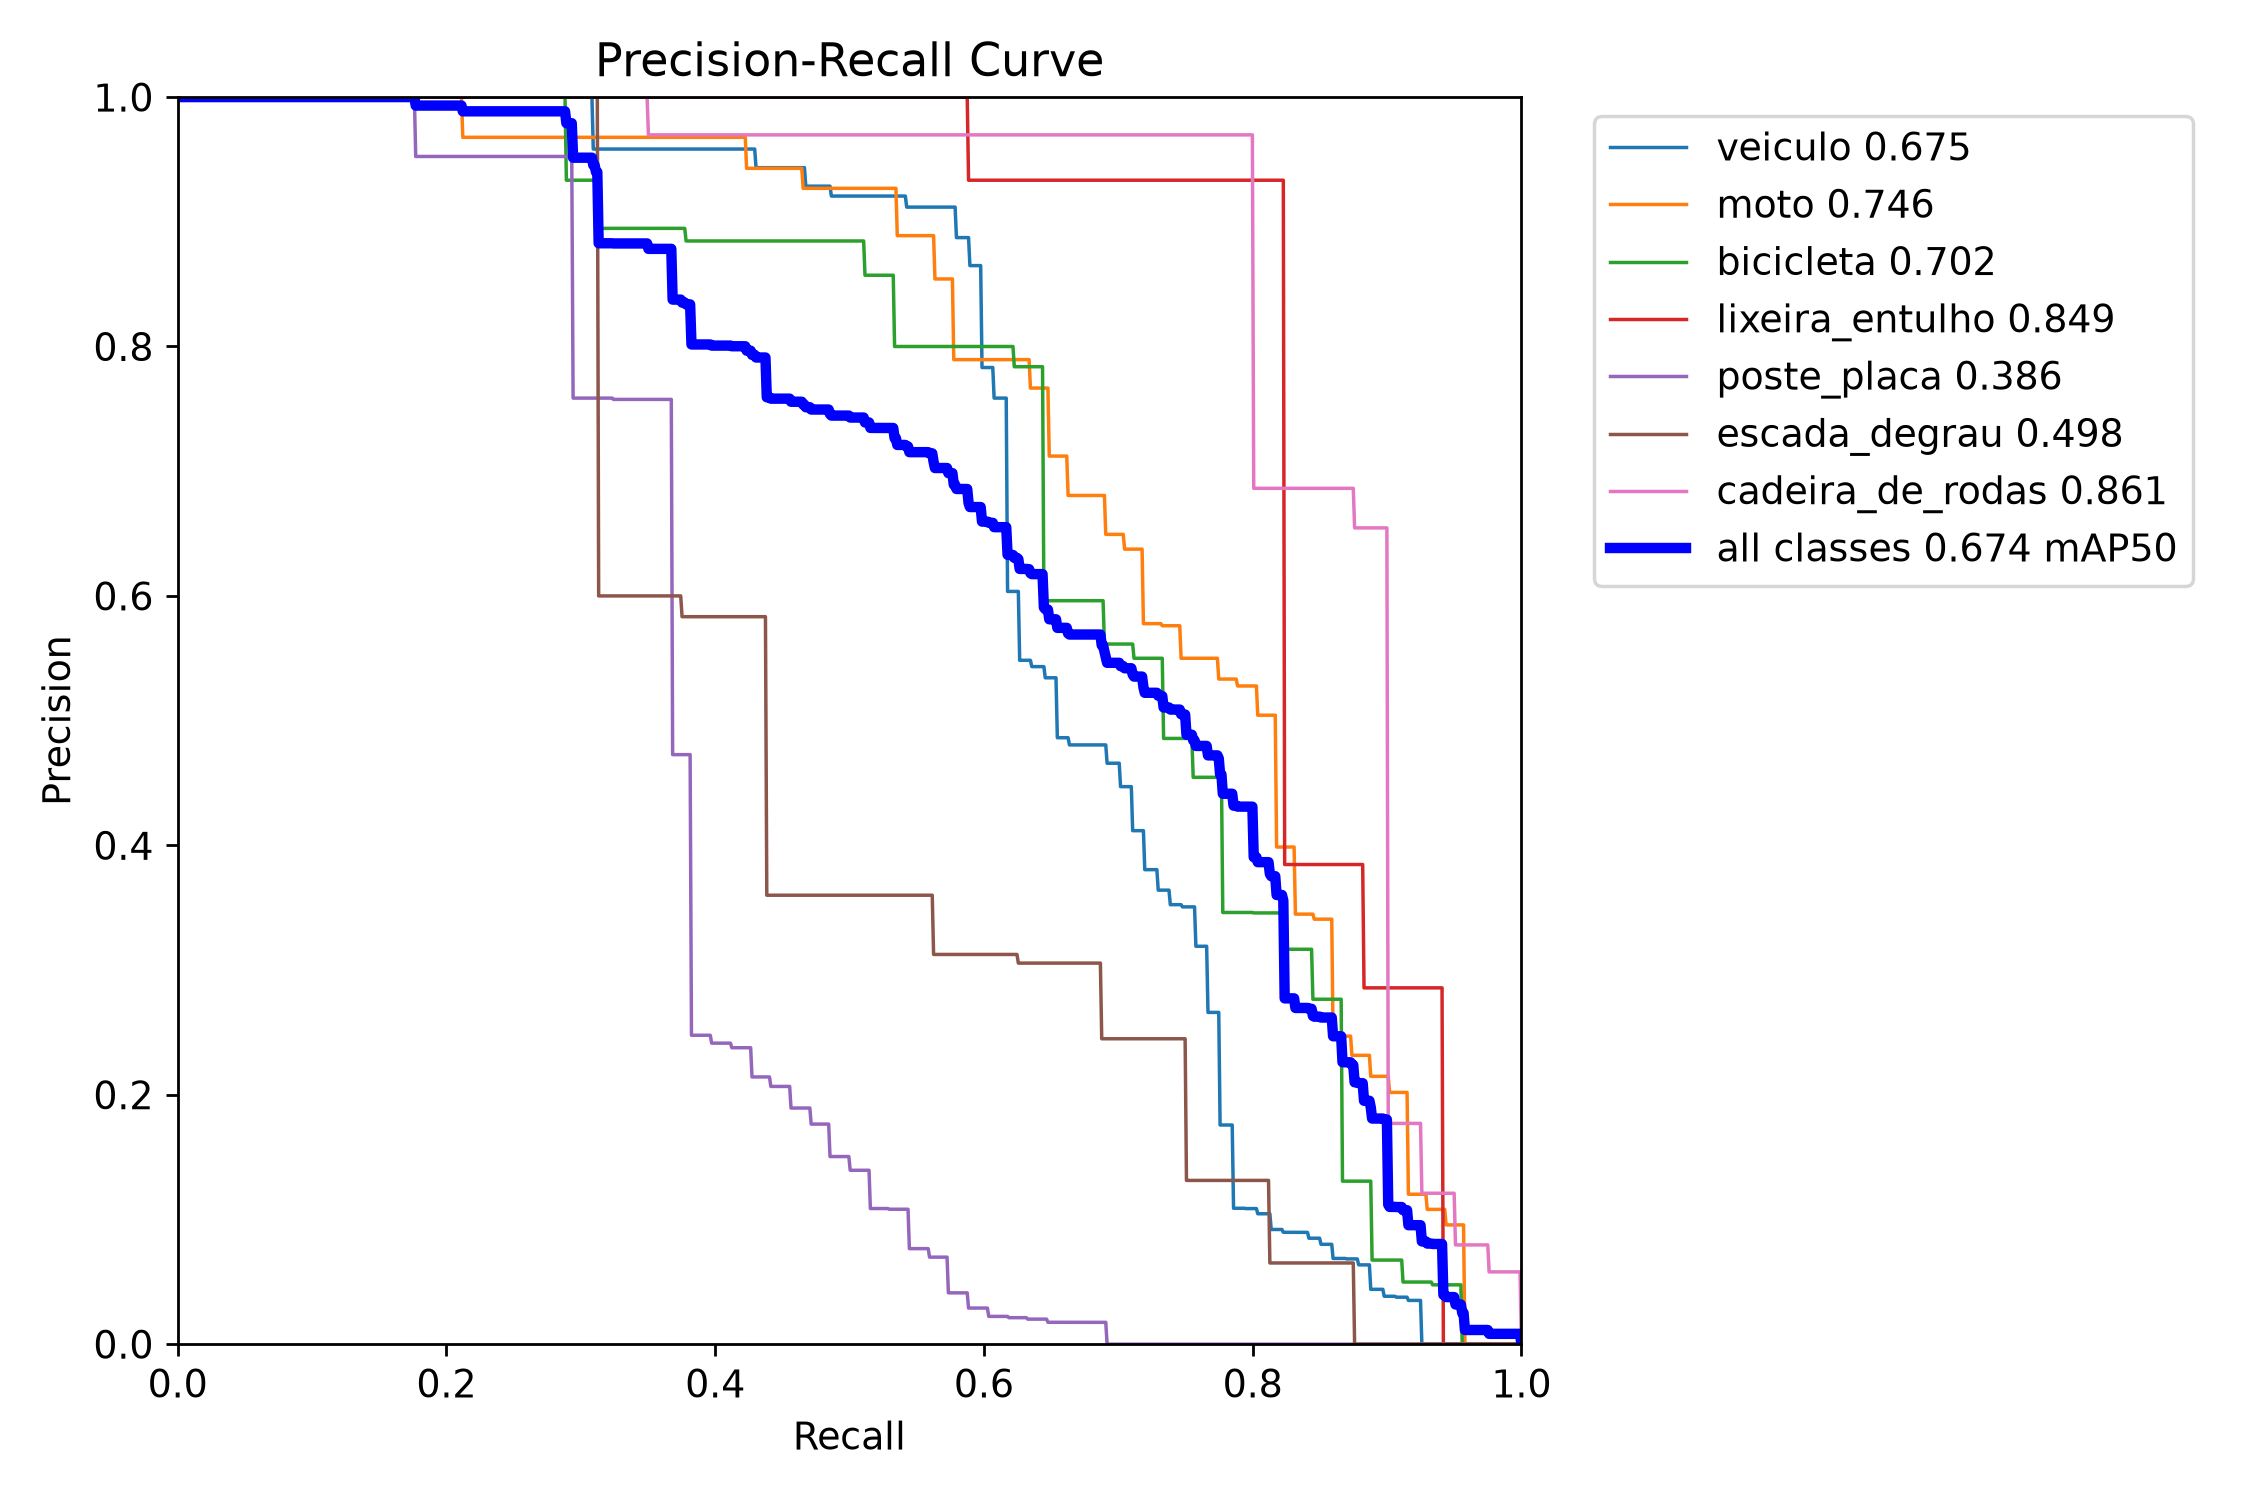 Precision-Recall Curve
1.0
0.8
0.6
0.4
0.2
0.0
Precision
0.0 0.2 0.4 0.6 0.8 1.0
Recall
veiculo 0.675
moto 0.746
bicicleta 0.702
lixeira_entulho 0.849
poste_placa 0.386
escada_degrau 0.498
cadeira_de_rodas 0.861
all classes 0.674 mAP50